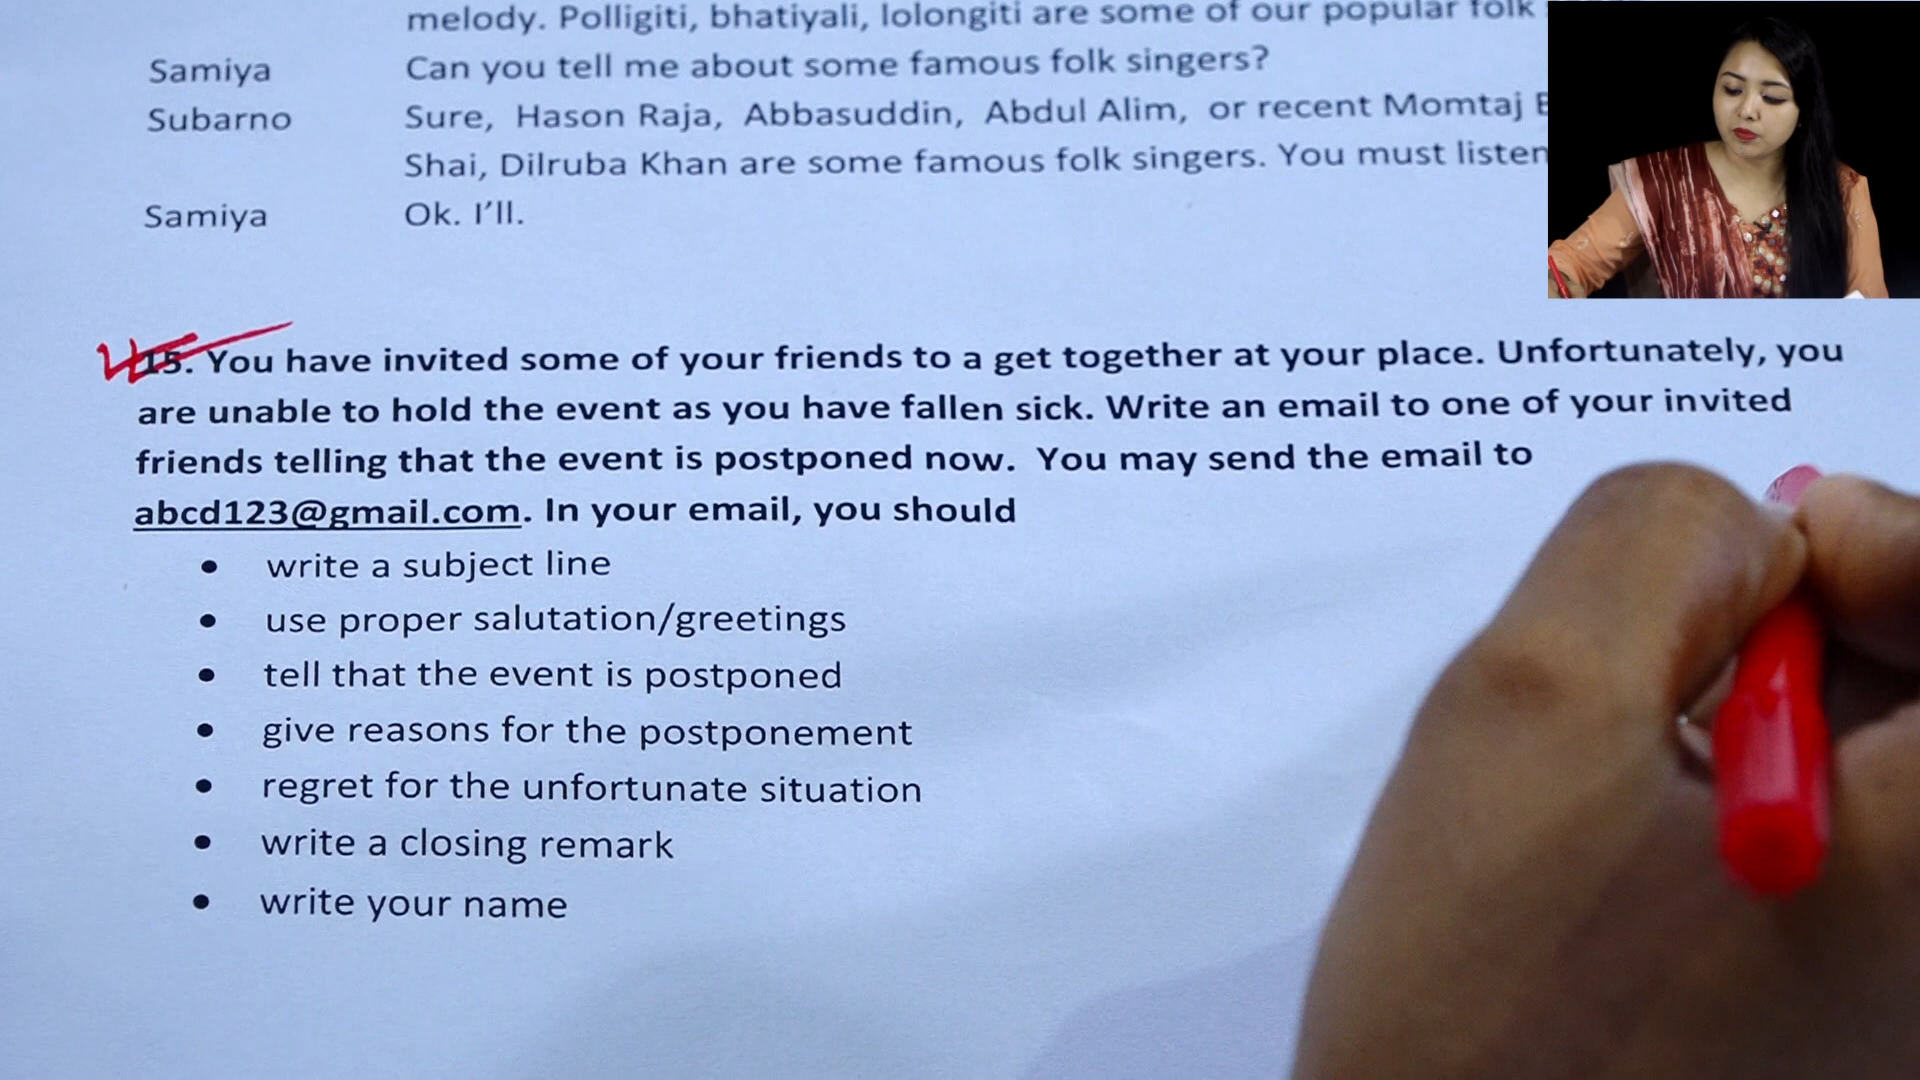 melody. Polligiti, bhatiyali, lolongiti are some of our popular folk
Samiya Can you tell me about some famous folk singers?
Subarno Sure, Hason Raja, Abbasuddin, Abdul Alim, or recent Momtaj
Shai, Dilruba Khan are some famous folk singers. You must listen
Samiya Ok. I'll.
15. You have invited some of your friends to a get together at your place. Unfortunately, you
are unable to hold the event as you have fallen sick. Write an email to one of your invited
friends telling that the event is postponed now. You may send the email to
abcd123@gmail.com. In your email, you should
• write a subject line
• use proper salutation/greetings
• tell that the event is postponed
• give reasons for the postponement
• regret for the unfortunate situation
• write a closing remark
• write your name